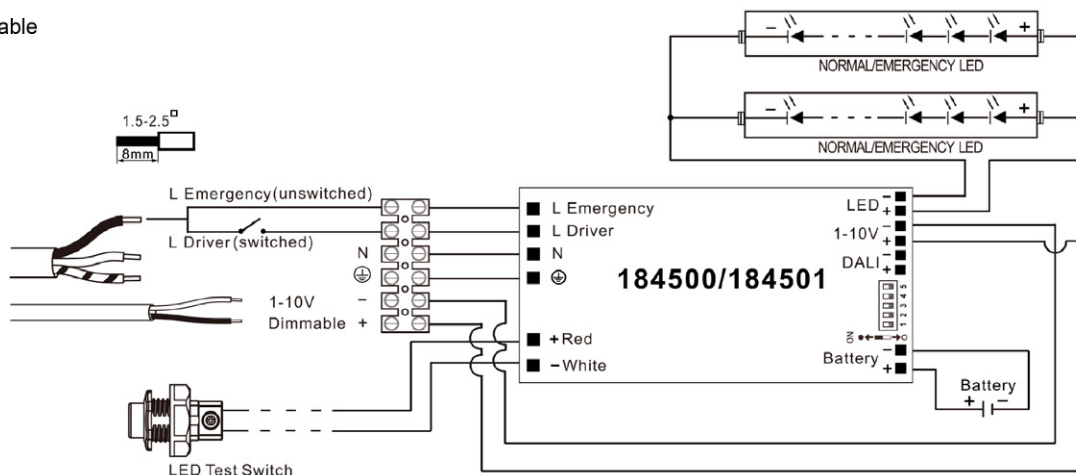 able
− +
NORMAL/EMERGENCY LED
− +
NORMAL/EMERGENCY LED
1.5-2.5□
8mm
L Emergency(unswitched)
L Driver(switched)
N
−
1-10V
Dimmable +
L Emergency
L Driver
N
+Red
−White
184500/184501
LED − +
1-10V − +
DALI − +
1 2 3 4 5
ON
Battery − +
Battery
+ −
LED Test Switch